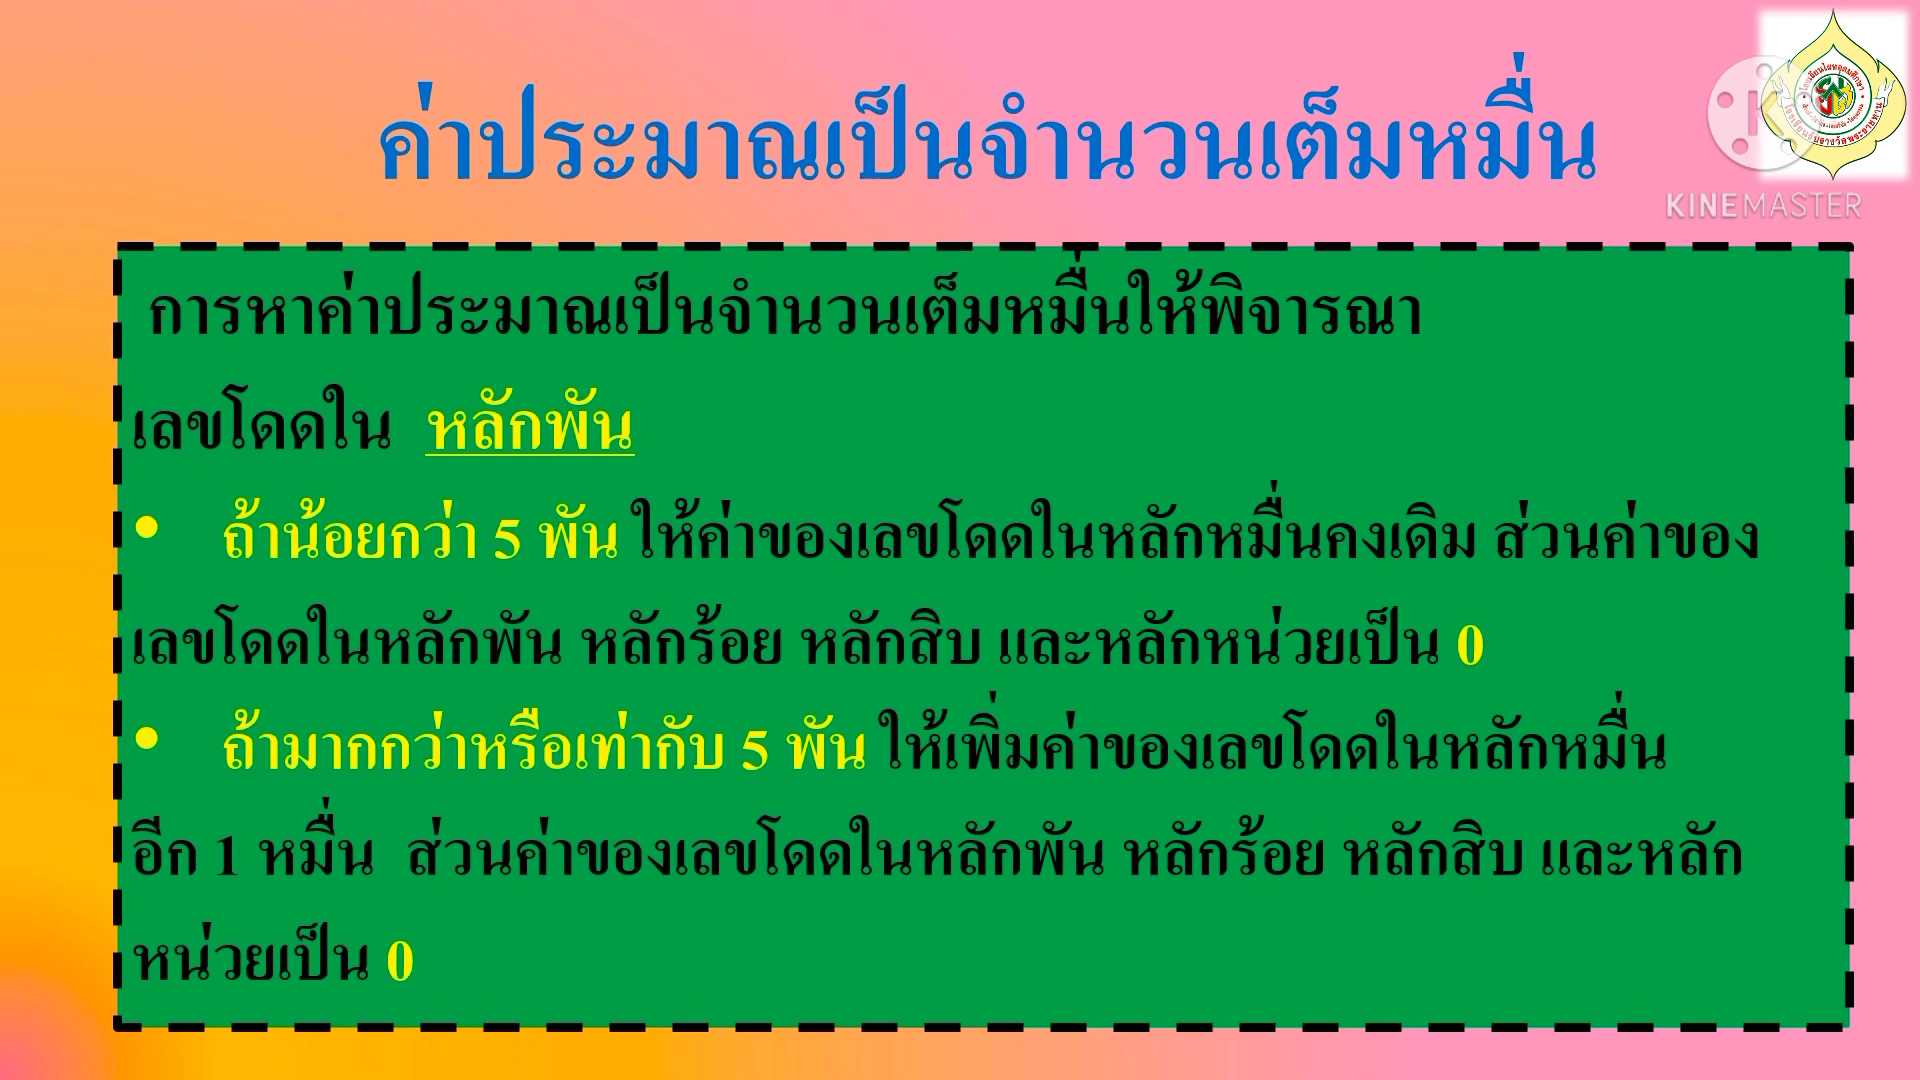 ค่าประมาณเป็นจำนวนเต็มหมื่น
KINEMASTER
การหาค่าประมาณเป็นจำนวนเต็มหมื่นให้พิจารณา
เลขโดดใน หลักพัน
• ถ้าน้อยกว่า 5 พัน ให้ค่าของเลขโดดในหลักหมื่นคงเดิม ส่วนค่าของ
เลขโดดในหลักพัน หลักร้อย หลักสิบ และหลักหน่วยเป็น 0
• ถ้ามากกว่าหรือเท่ากับ 5 พัน ให้เพิ่มค่าของเลขโดดในหลักหมื่น
อีก 1 หมื่น ส่วนค่าของเลขโดดในหลักพัน หลักร้อย หลักสิบ และหลัก
หน่วยเป็น 0